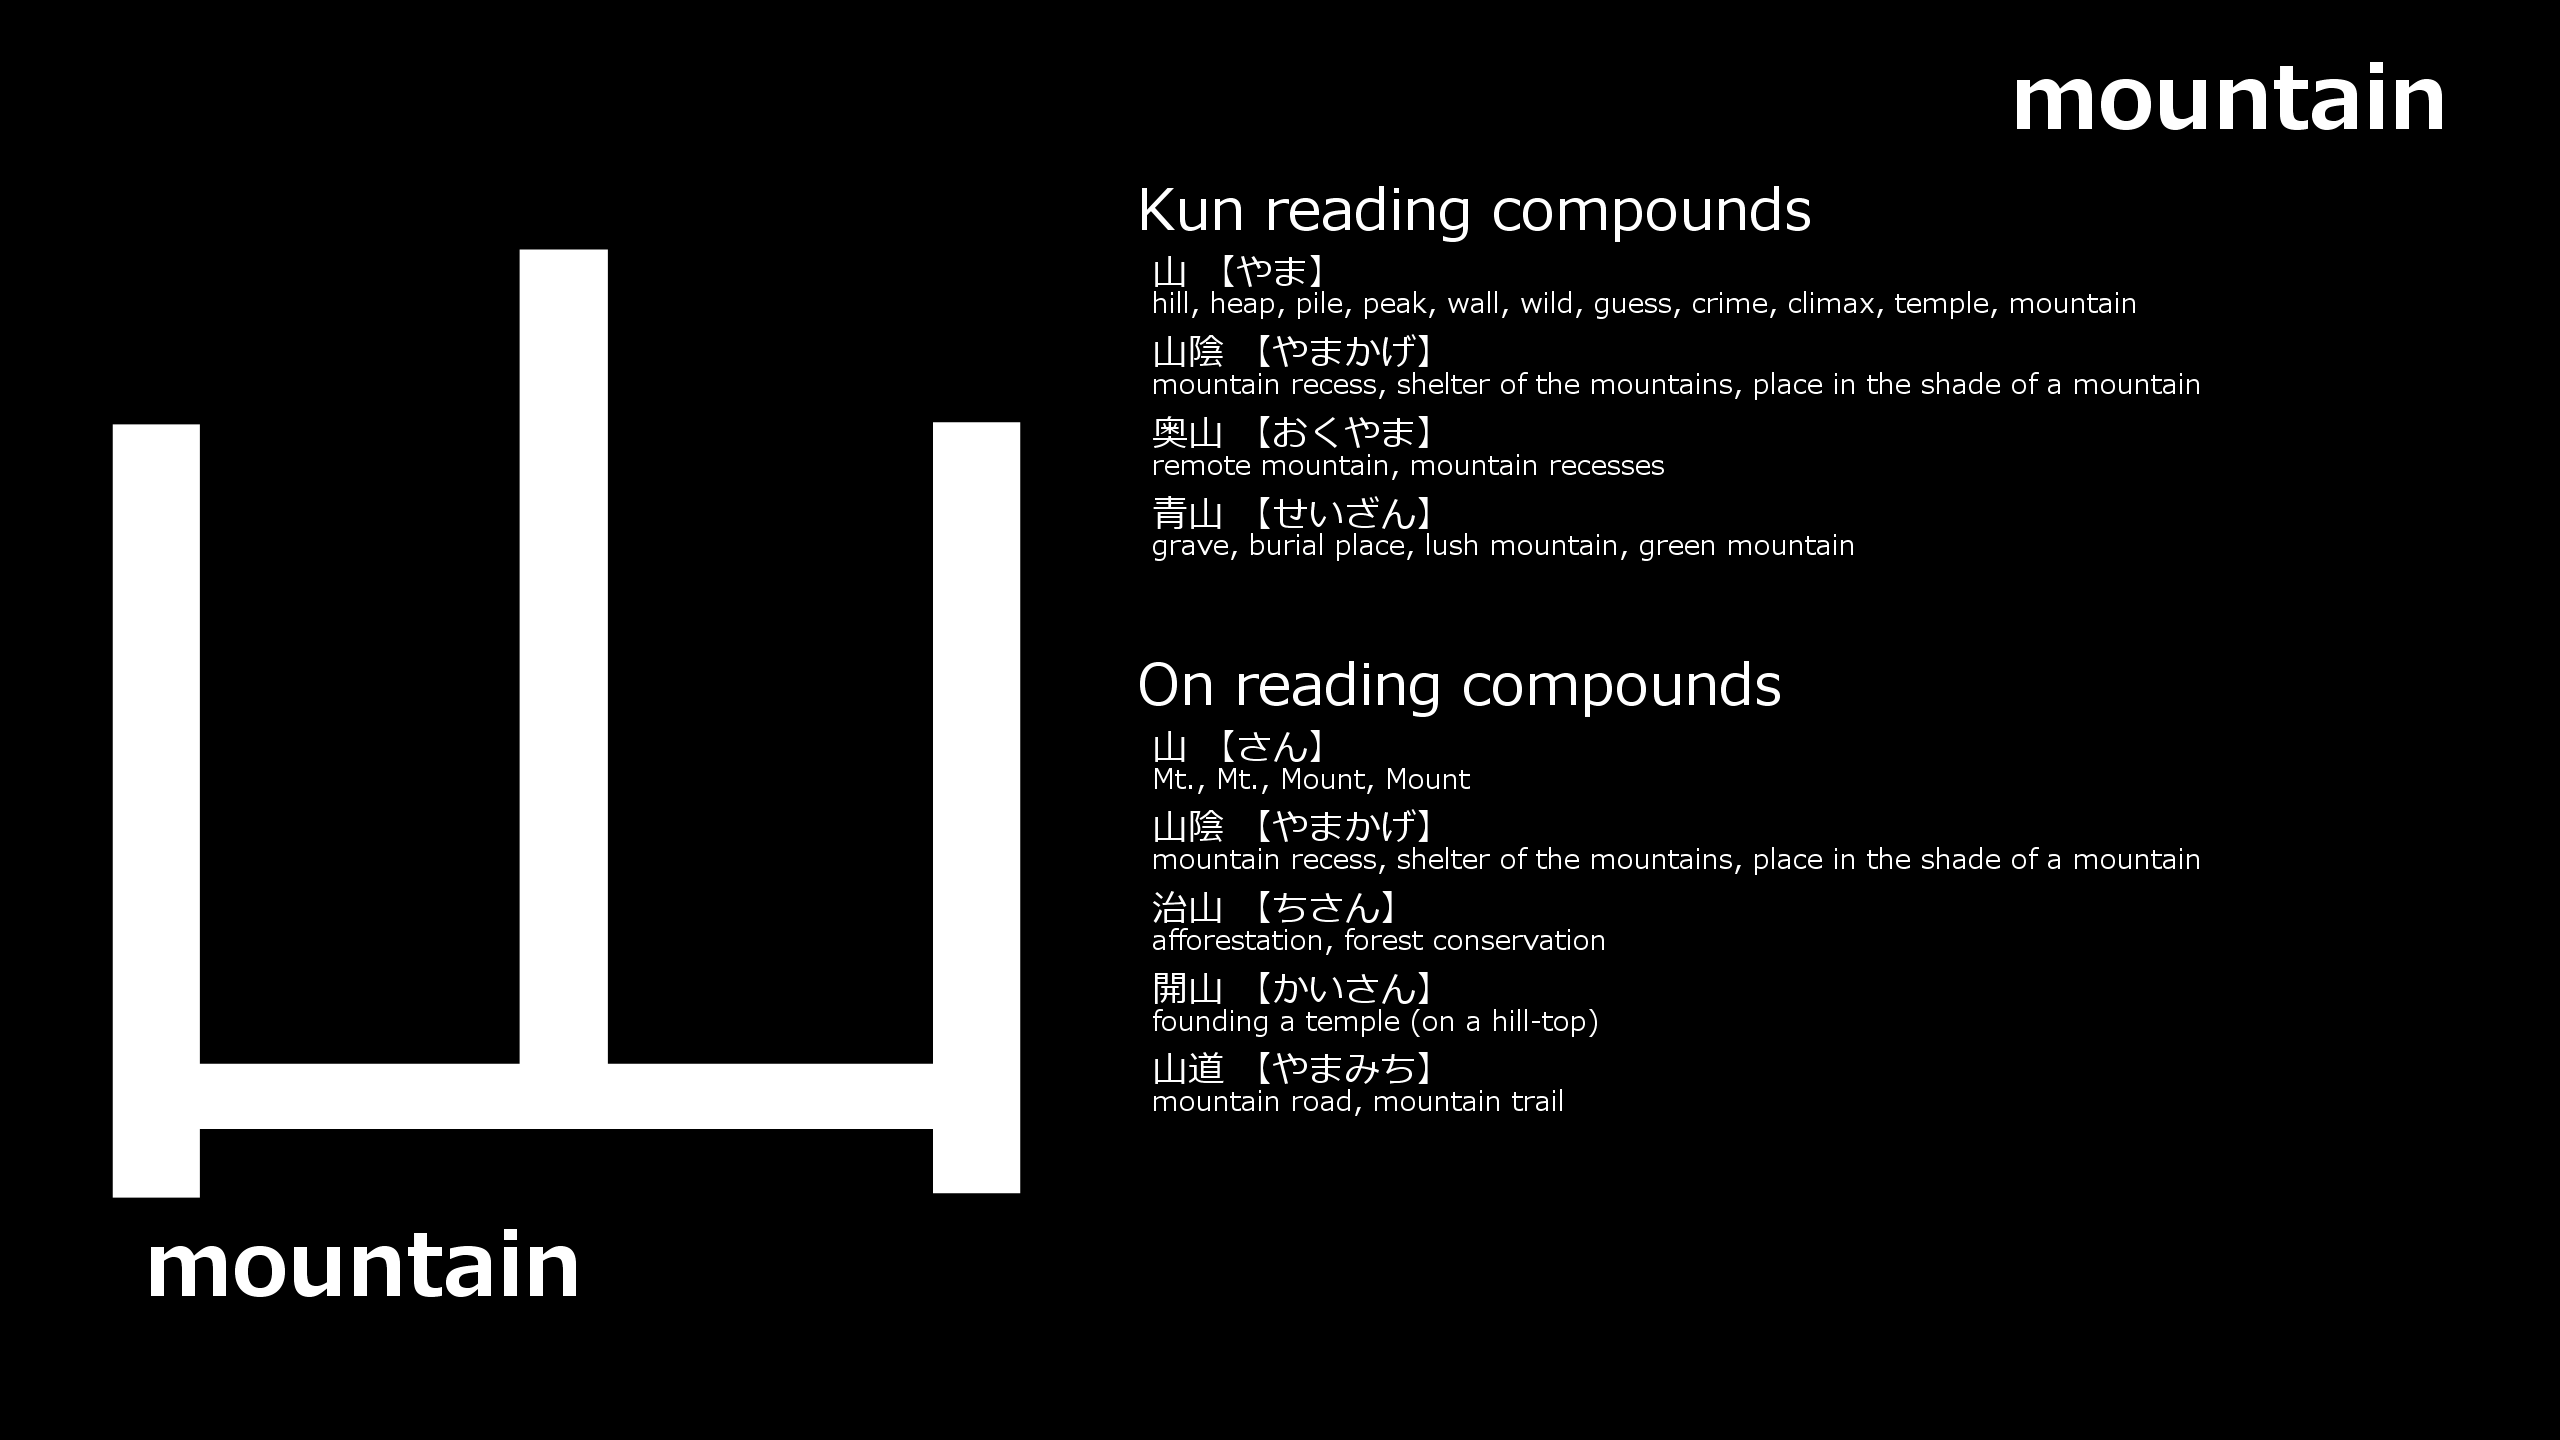 mountain
山
mountain
Kun reading compounds
山 【やま】
hill, heap, pile, peak, wall, wild, guess, crime, climax, temple, mountain
山陰 【やまかげ】
mountain recess, shelter of the mountains, place in the shade of a mountain
奥山 【おくやま】
remote mountain, mountain recesses
青山 【せいざん】
grave, burial place, lush mountain, green mountain
On reading compounds
山 【さん】
Mt., Mt., Mount, Mount
山陰 【やまかげ】
mountain recess, shelter of the mountains, place in the shade of a mountain
治山 【ちさん】
afforestation, forest conservation
開山 【かいさん】
founding a temple (on a hill-top)
山道 【やまみち】
mountain road, mountain trail